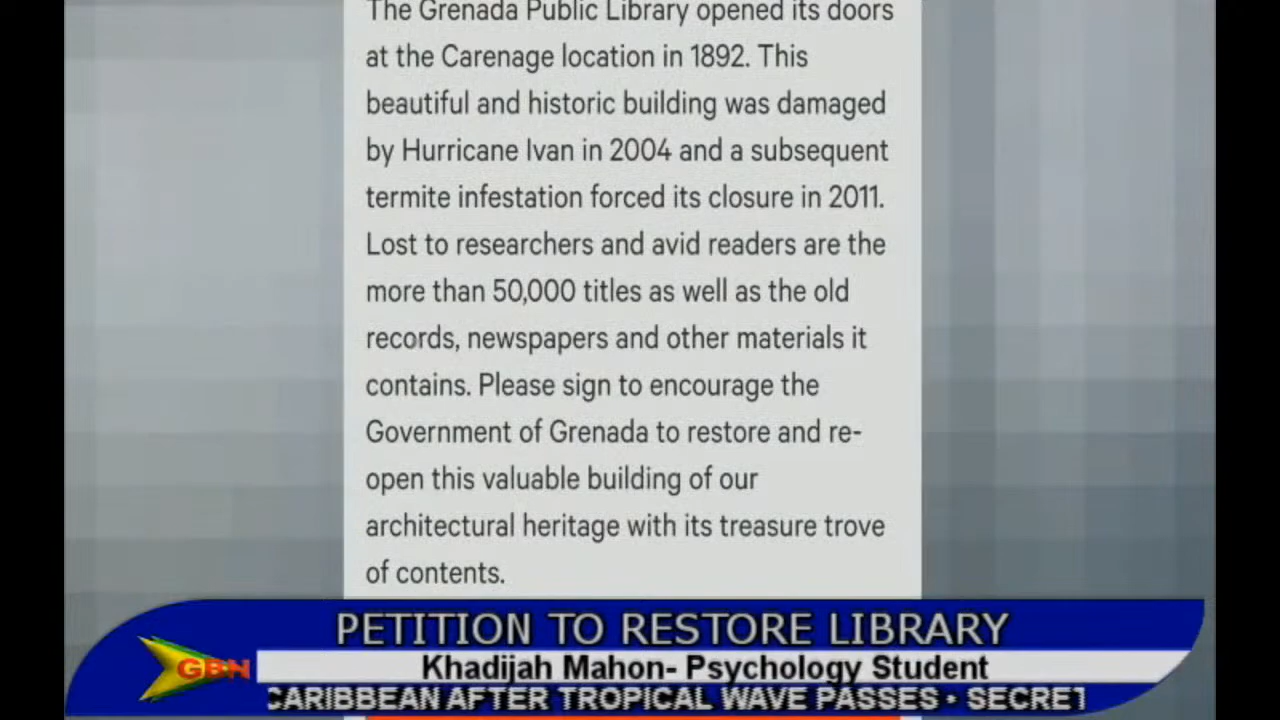 The Grenada Public Library opened its doors
at the Carenage location in 1892. This
beautiful and historic building was damaged
by Hurricane Ivan in 2004 and a subsequent
termite infestation forced its closure in 2011.
Lost to researchers and avid readers are the
more than 50,000 titles as well as the old
records, newspapers and other materials it
contains. Please sign to encourage the
Government of Grenada to restore and re-
open this valuable building of our
architectural heritage with its treasure trove
of contents.
PETITION TO RESTORE LIBRARY
GBN
Khadijah Mahon- Psychology Student
CARIBBEAN AFTER TROPICAL WAVE PASSES • SECRET